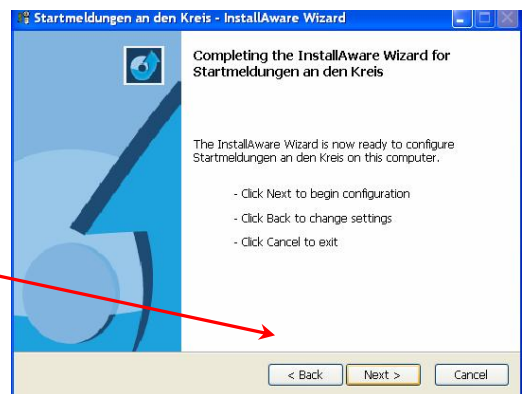 Startmeldungen an den Kreis - InstallAware Wizard
Completing the InstallAware Wizard for
Startmeldungen an den Kreis
The InstallAware Wizard is now ready to configure
Startmeldungen an den Kreis on this computer.
- Click Next to begin configuration
- Click Back to change settings
- Click Cancel to exit
< Back
Next >
Cancel